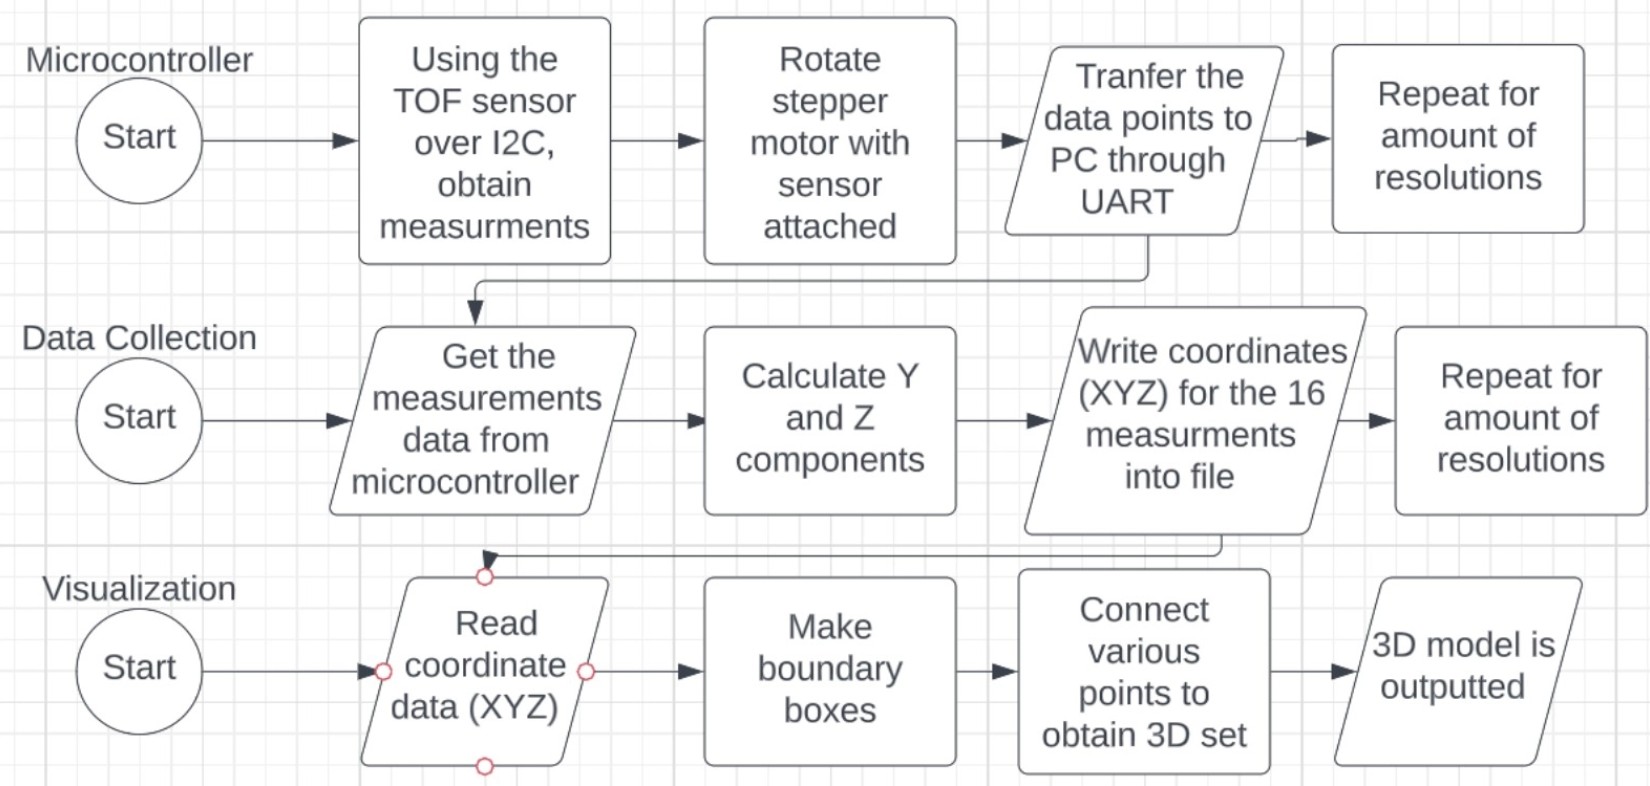 Microcontroller
Start
Using the
TOF sensor
over I2C,
obtain
measurments
Rotate
stepper
motor with
sensor
attached
Tranfer the
data points to
PC through
UART
Repeat for
amount of
resolutions
Data Collection
Start
Get the
measurements
data from
microcontroller
Calculate Y
and Z
components
Write coordinates
(XYZ) for the 16
measurments
into file
Repeat for
amount of
resolutions
Visualization
Start
Read
coordinate
data (XYZ)
Make
boundary
boxes
Connect
various
points to
obtain 3D set
3D model is
outputted